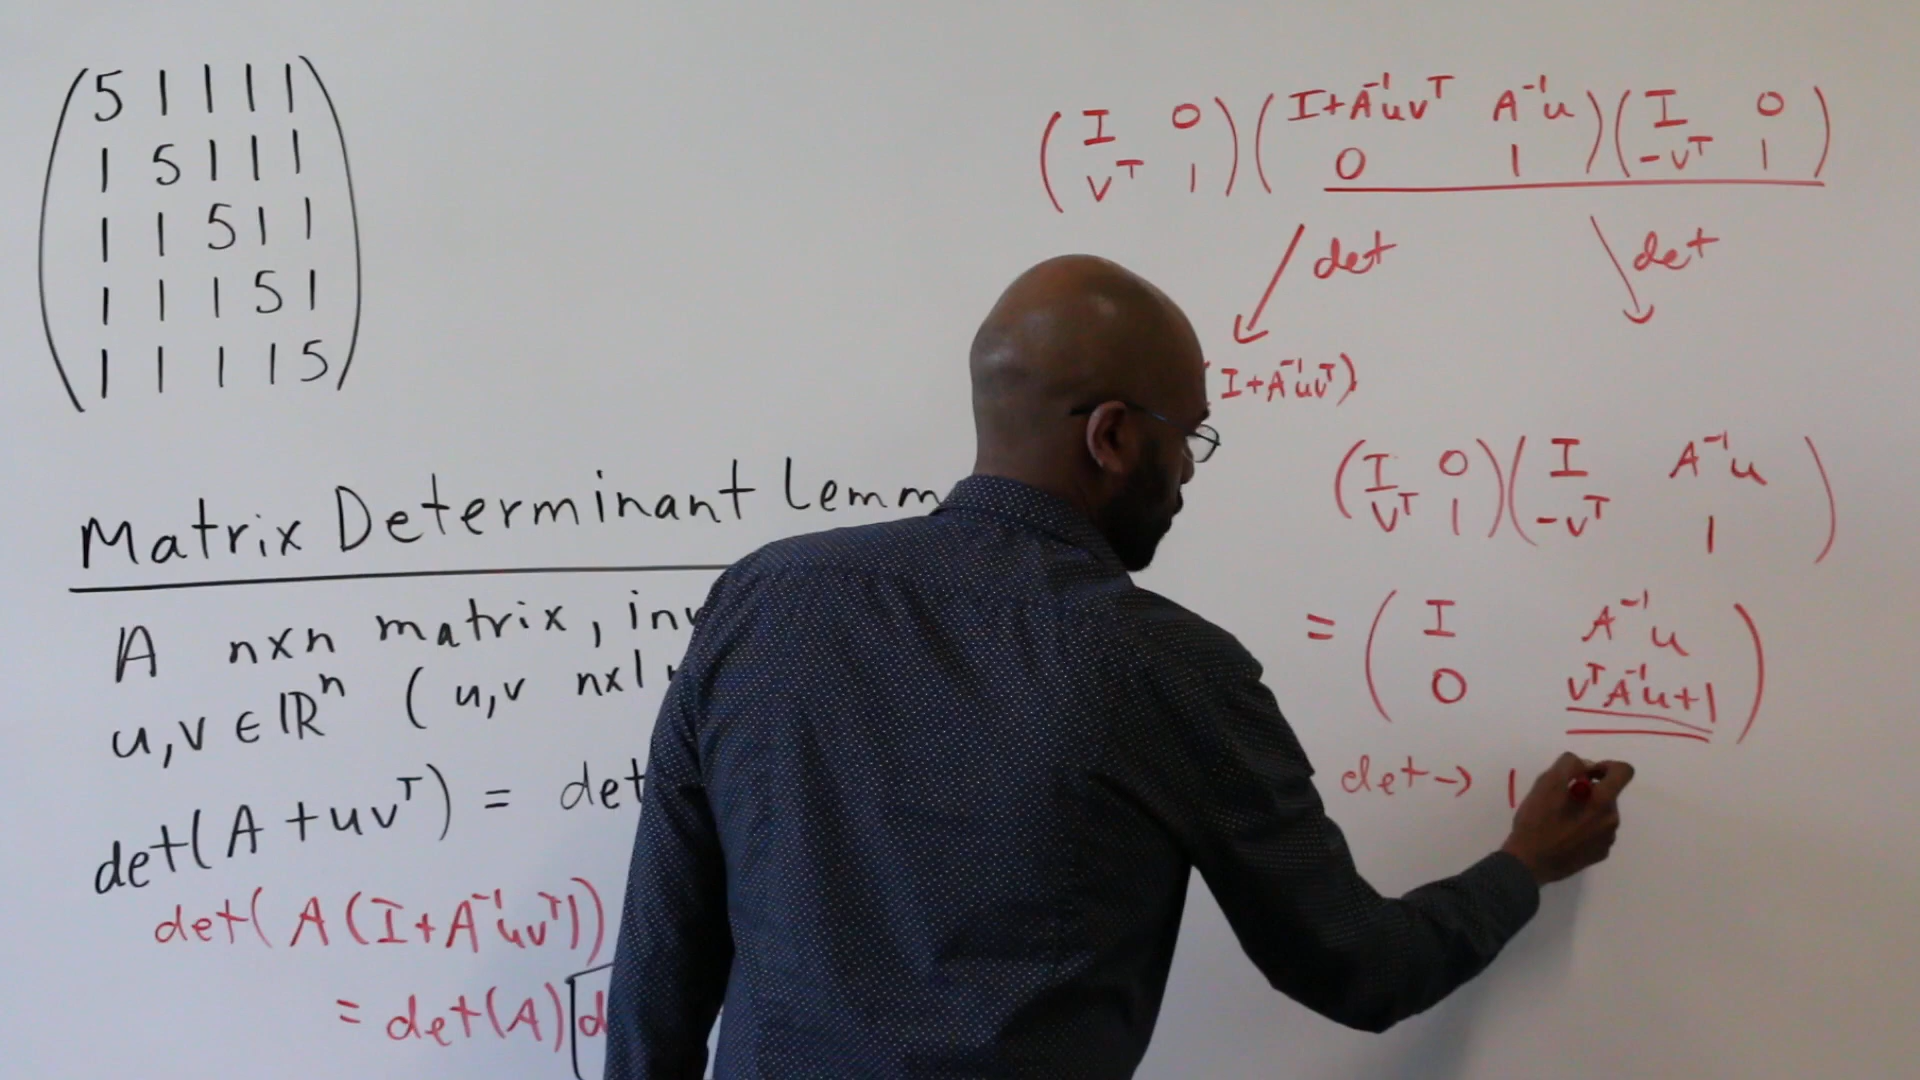 5 1 1 1 1
1 5 1 1 1
1 1 5 1 1
1 1 1 5 1
1 1 1 1 5
Matrix Determinant Lemm
A n×n matrix, inv
u,v ∈ ℝⁿ ( u,v n×1
det(A + uvᵀ) = det
det( A (I+A⁻¹uvᵀ))
= det(A) d
(I 0) (I+A⁻¹uvᵀ A⁻¹u) (I 0)
(vᵀ 1) (0 1) (-vᵀ 1)
det det
(I+A⁻¹uvᵀ)
(I 0) (I A⁻¹u)
(vᵀ 1) (-vᵀ 1)
= (I A⁻¹u)
(0 vᵀA⁻¹u+1)
det → 1